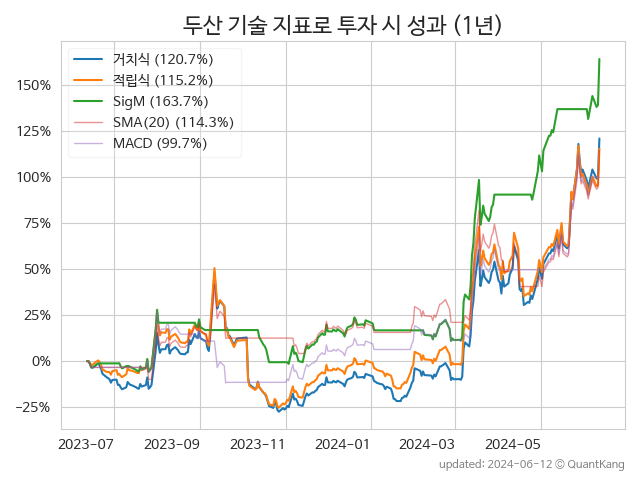 두산 기술 지표로 투자 시 성과 (1년)
거치식 (120.7%)
적립식 (115.2%)
SigM (163.7%)
SMA(20) (114.3%)
MACD (99.7%)
150%
125%
100%
75%
50%
25%
0%
−25%
2023-07 2023-09 2023-11 2024-01 2024-03 2024-05
updated: 2024-06-12 © QuantKang